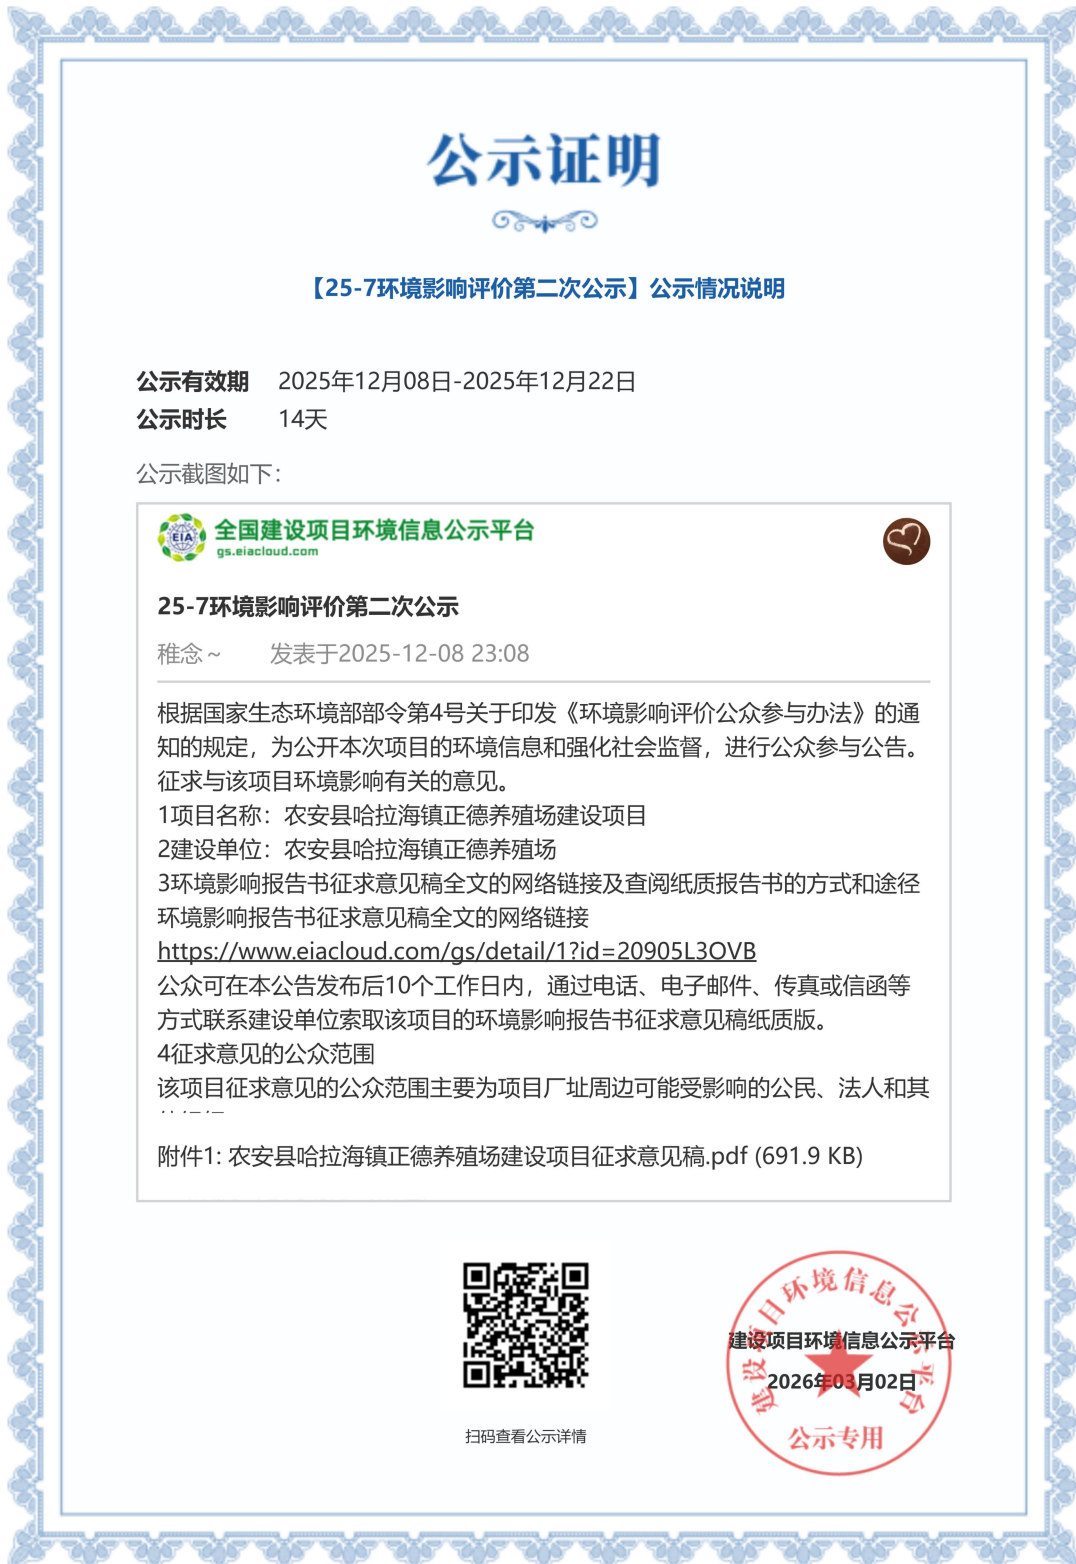 公示证明
【25-7环境影响评价第二次公示】公示情况说明
公示有效期 2025年12月08日-2025年12月22日
公示时长 14天
公示截图如下：
EIA 全国建设项目环境信息公示平台
gs.eiacloud.com
25-7环境影响评价第二次公示
稚念～ 发表于2025-12-08 23:08
根据国家生态环境部部令第4号关于印发《环境影响评价公众参与办法》的通
知的规定，为公开本次项目的环境信息和强化社会监督，进行公众参与公告。
征求与该项目环境影响有关的意见。
1项目名称：农安县哈拉海镇正德养殖场建设项目
2建设单位：农安县哈拉海镇正德养殖场
3环境影响报告书征求意见稿全文的网络链接及查阅纸质报告书的方式和途径
环境影响报告书征求意见稿全文的网络链接
https://www.eiacloud.com/gs/detail/1?id=20905L3OVB
公众可在本公告发布后10个工作日内，通过电话、电子邮件、传真或信函等
方式联系建设单位索取该项目的环境影响报告书征求意见稿纸质版。
4征求意见的公众范围
该项目征求意见的公众范围主要为项目厂址周边可能受影响的公民、法人和其
附件1: 农安县哈拉海镇正德养殖场建设项目征求意见稿.pdf (691.9 KB)
扫码查看公示详情
建设项目环境信息公示平台
建设项目环境信息公示平台
2026年03月02日
公示专用